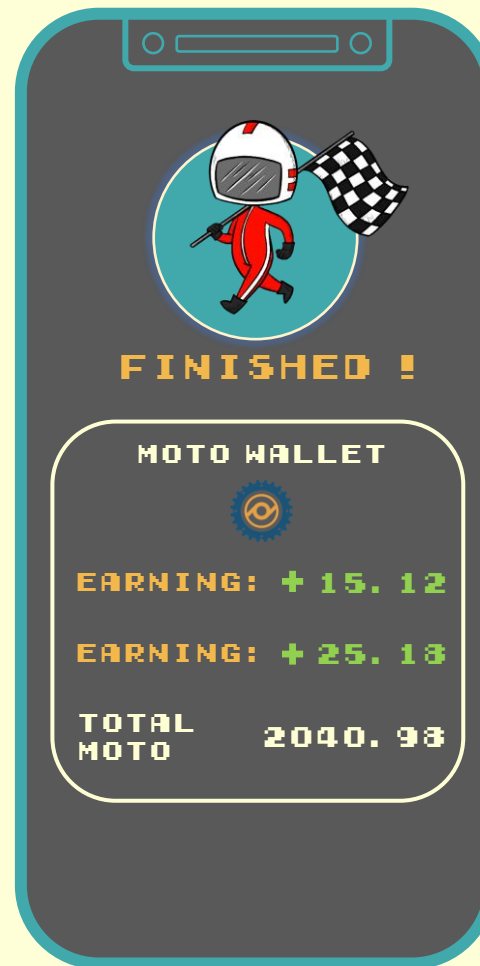 FINISHED !
MOTO WALLET
EARNING: + 15.12
EARNING: + 25.18
TOTAL
MOTO 2040.98